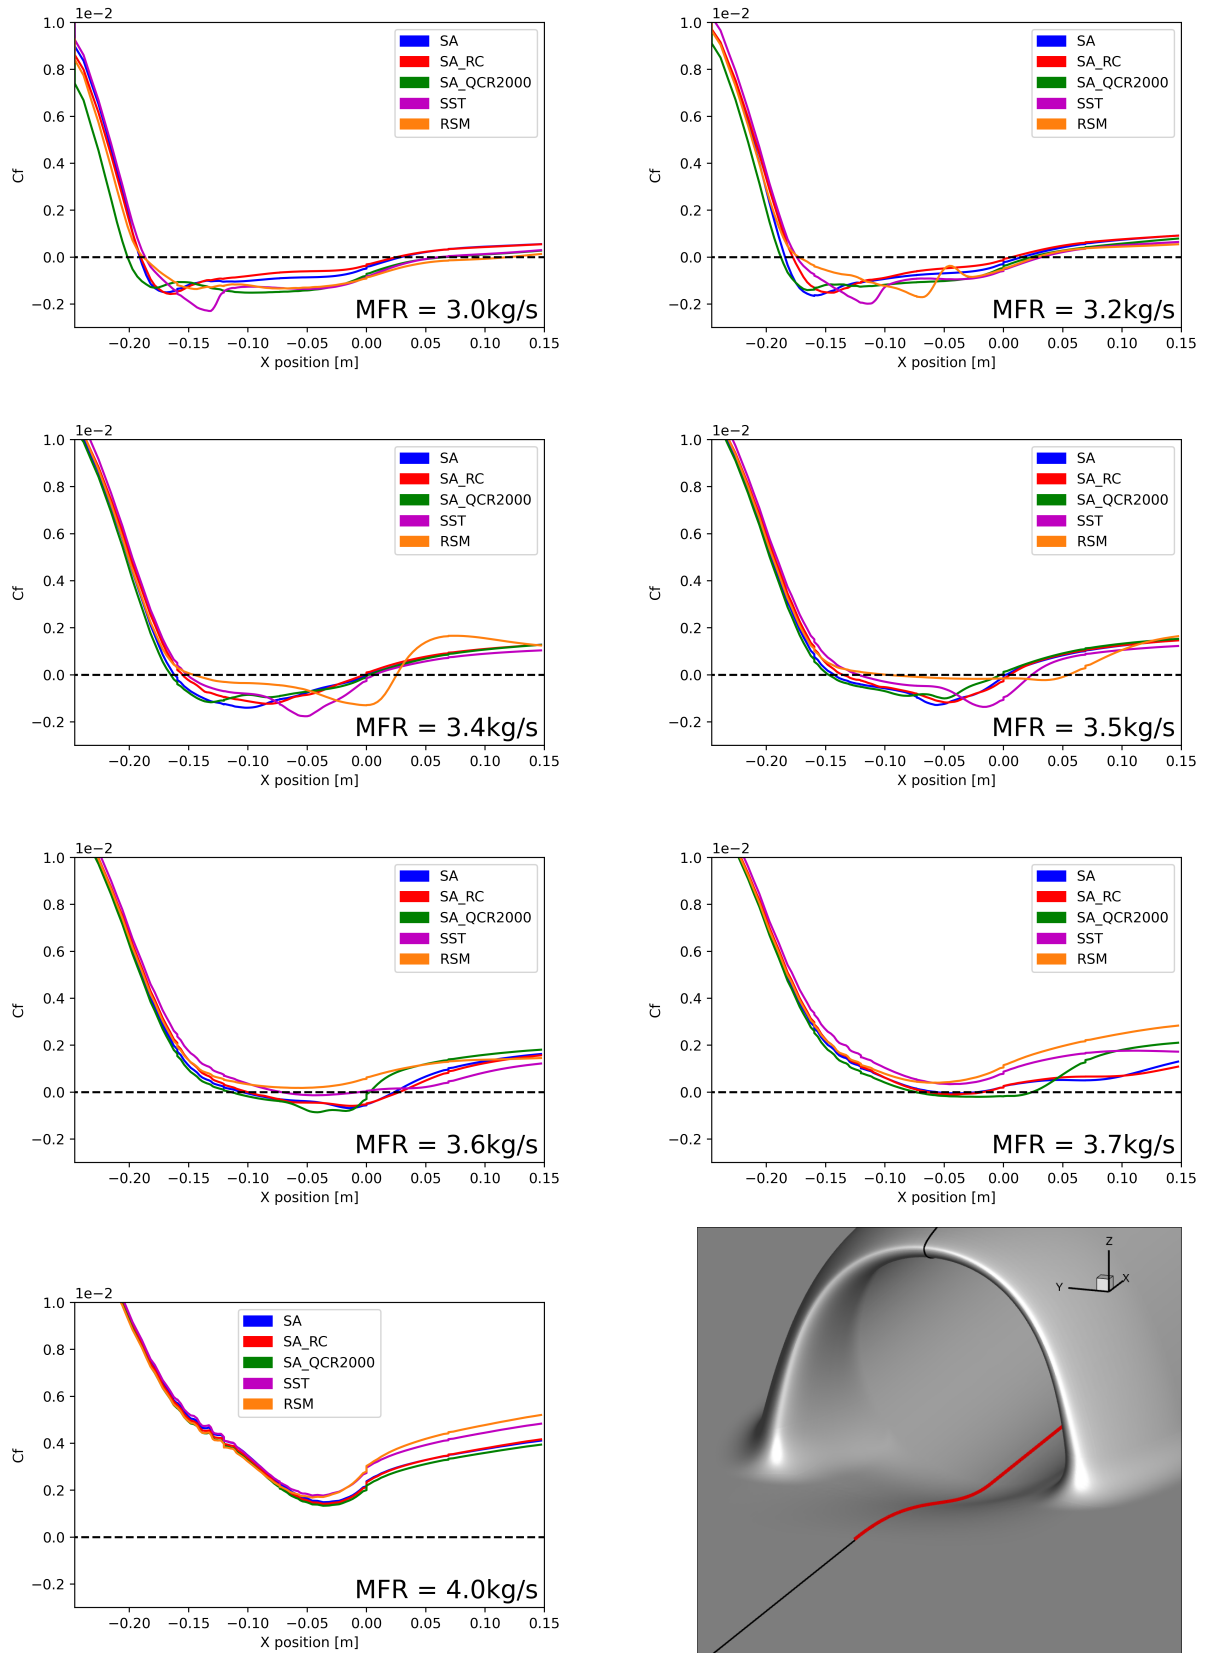 1e−2
1.0
0.8
0.6
0.4
0.2
0.0
−0.2
Cf
SA
SA_RC
SA_QCR2000
SST
RSM
MFR = 3.0kg/s
−0.20 −0.15 −0.10 −0.05 0.00 0.05 0.10 0.15
X position [m]
1e−2
1.0
0.8
0.6
0.4
0.2
0.0
−0.2
Cf
SA
SA_RC
SA_QCR2000
SST
RSM
MFR = 3.2kg/s
−0.20 −0.15 −0.10 −0.05 0.00 0.05 0.10 0.15
X position [m]
1e−2
1.0
0.8
0.6
0.4
0.2
0.0
−0.2
Cf
SA
SA_RC
SA_QCR2000
SST
RSM
MFR = 3.4kg/s
−0.20 −0.15 −0.10 −0.05 0.00 0.05 0.10 0.15
X position [m]
1e−2
1.0
0.8
0.6
0.4
0.2
0.0
−0.2
Cf
SA
SA_RC
SA_QCR2000
SST
RSM
MFR = 3.5kg/s
−0.20 −0.15 −0.10 −0.05 0.00 0.05 0.10 0.15
X position [m]
1e−2
1.0
0.8
0.6
0.4
0.2
0.0
−0.2
Cf
SA
SA_RC
SA_QCR2000
SST
RSM
MFR = 3.6kg/s
−0.20 −0.15 −0.10 −0.05 0.00 0.05 0.10 0.15
X position [m]
1e−2
1.0
0.8
0.6
0.4
0.2
0.0
−0.2
Cf
SA
SA_RC
SA_QCR2000
SST
RSM
MFR = 3.7kg/s
−0.20 −0.15 −0.10 −0.05 0.00 0.05 0.10 0.15
X position [m]
1e−2
1.0
0.8
0.6
0.4
0.2
0.0
−0.2
Cf
SA
SA_RC
SA_QCR2000
SST
RSM
MFR = 4.0kg/s
−0.20 −0.15 −0.10 −0.05 0.00 0.05 0.10 0.15
X position [m]
Z
Y
X